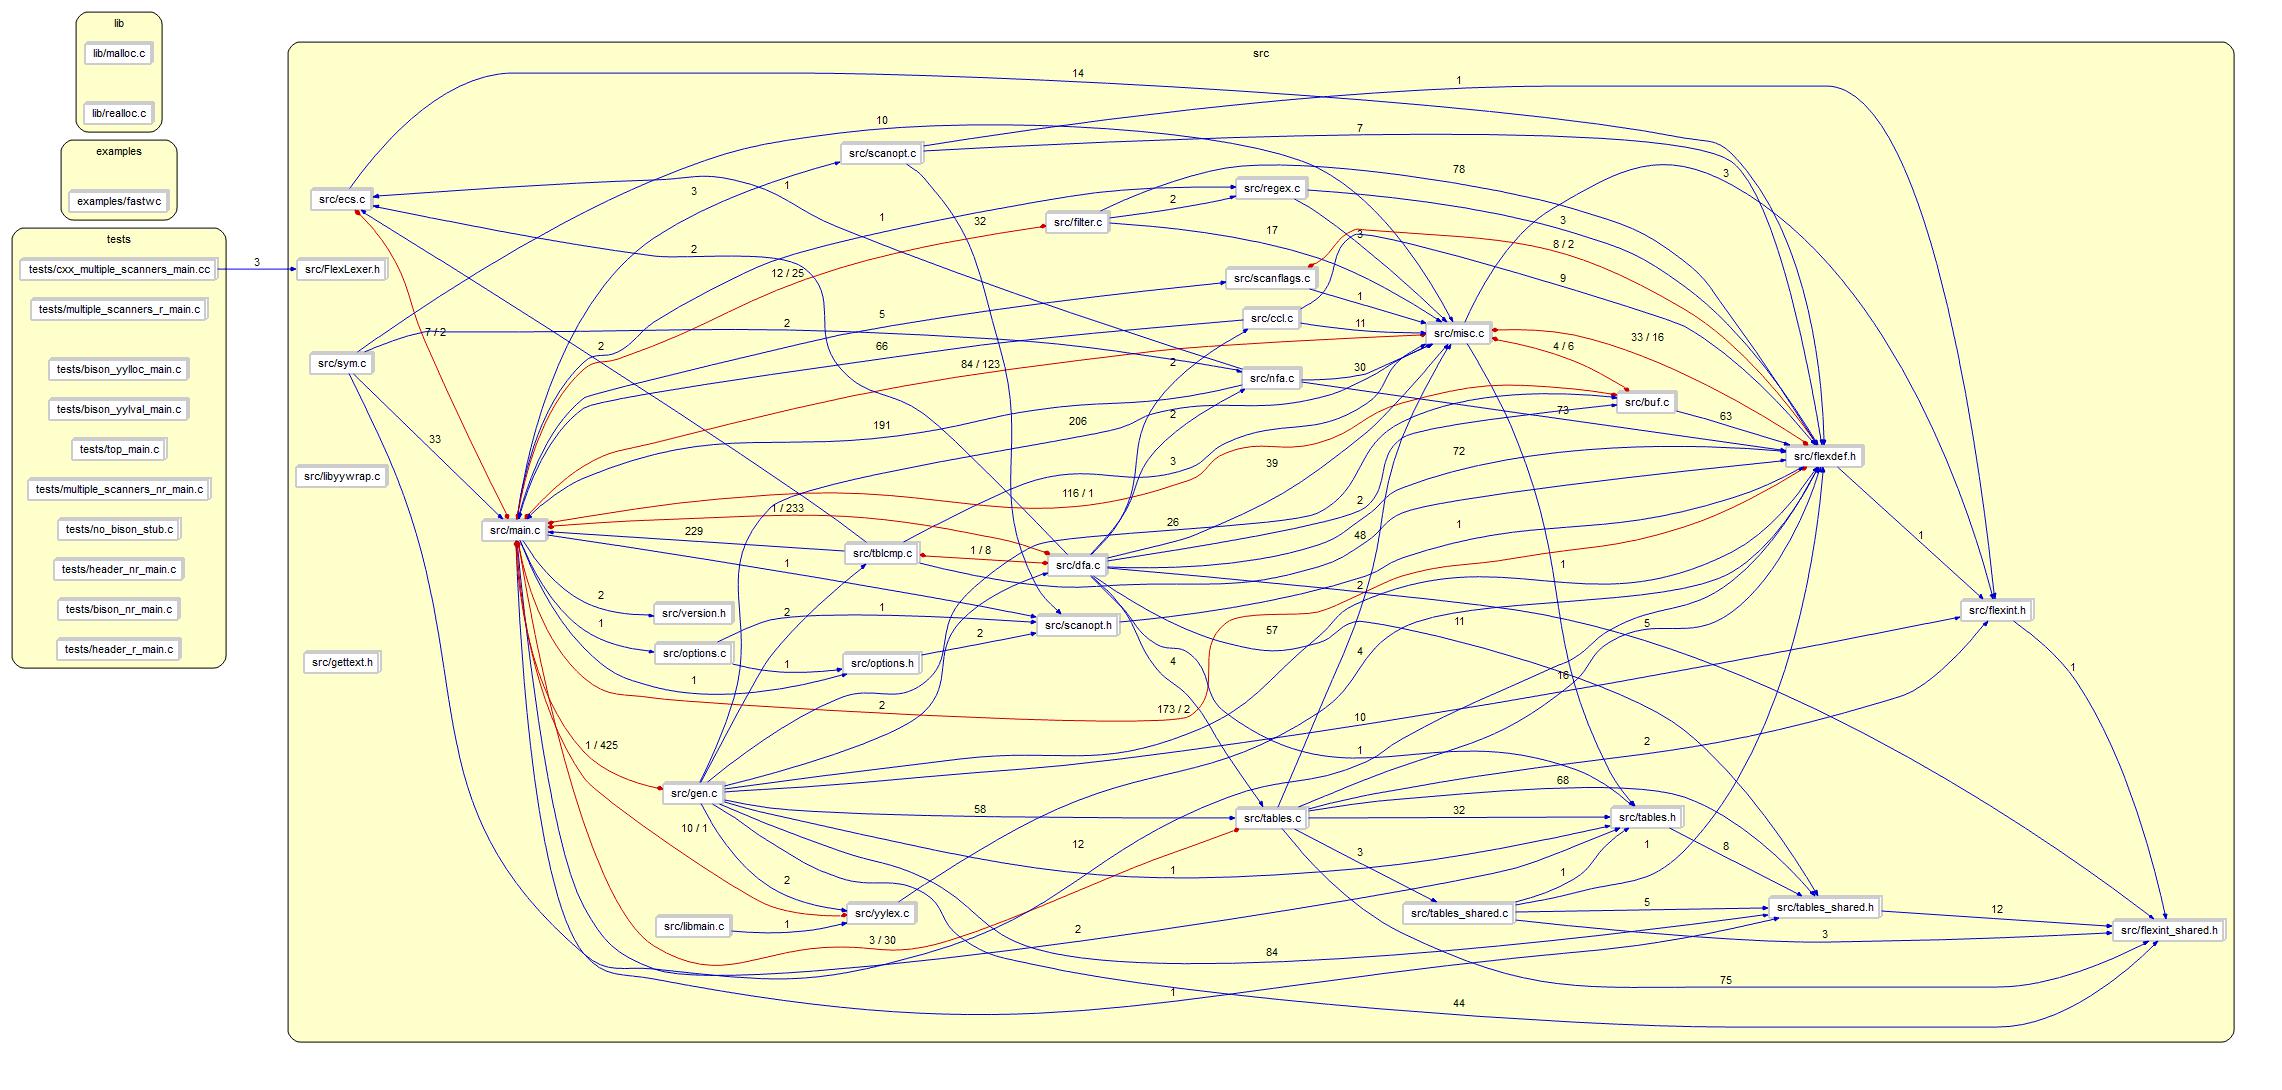 lib
lib/malloc.c
lib/realloc.c
examples
examples/fastwc
tests
tests/cxx_multiple_scanners_main.cc
tests/multiple_scanners_r_main.c
tests/bison_yylloc_main.c
tests/bison_yylval_main.c
tests/top_main.c
tests/multiple_scanners_nr_main.c
tests/no_bison_stub.c
tests/header_nr_main.c
tests/bison_nr_main.c
tests/header_r_main.c
3
src
14
1
10
7
src/scanopt.c
78
3
1
src/regex.c
3
src/ecs.c
2
1
32
src/filter.c
3
17
3
8 / 2
2
src/FlexLexer.h
12 / 25
src/scanflags.c
9
1
5
src/ccl.c
2
11
7 / 2
src/misc.c
33 / 16
2
66
4 / 6
src/sym.c
84 / 123
2
30
src/nfa.c
src/buf.c
73
2
63
191
206
33
72
src/flexdef.h
3
39
src/libyywrap.c
116 / 1
2
1 / 233
26
1
src/main.c
229
48
1
src/tblcmp.c
1 / 8
src/dfa.c
1
1
2
2
src/version.h
2
1
src/flexint.h
1
src/scanopt.h
57
11
5
2
src/options.c
4
4
src/gettext.h
1
src/options.h
1
1
16
2
173 / 2
10
1 / 425
2
1
68
src/gen.c
58
src/tables.c
32
src/tables.h
10 / 1
12
3
1
8
1
1
2
src/yylex.c
src/tables_shared.c
5
src/tables_shared.h
12
src/libmain.c
1
2
3
src/flexint_shared.h
3 / 30
84
75
1
44